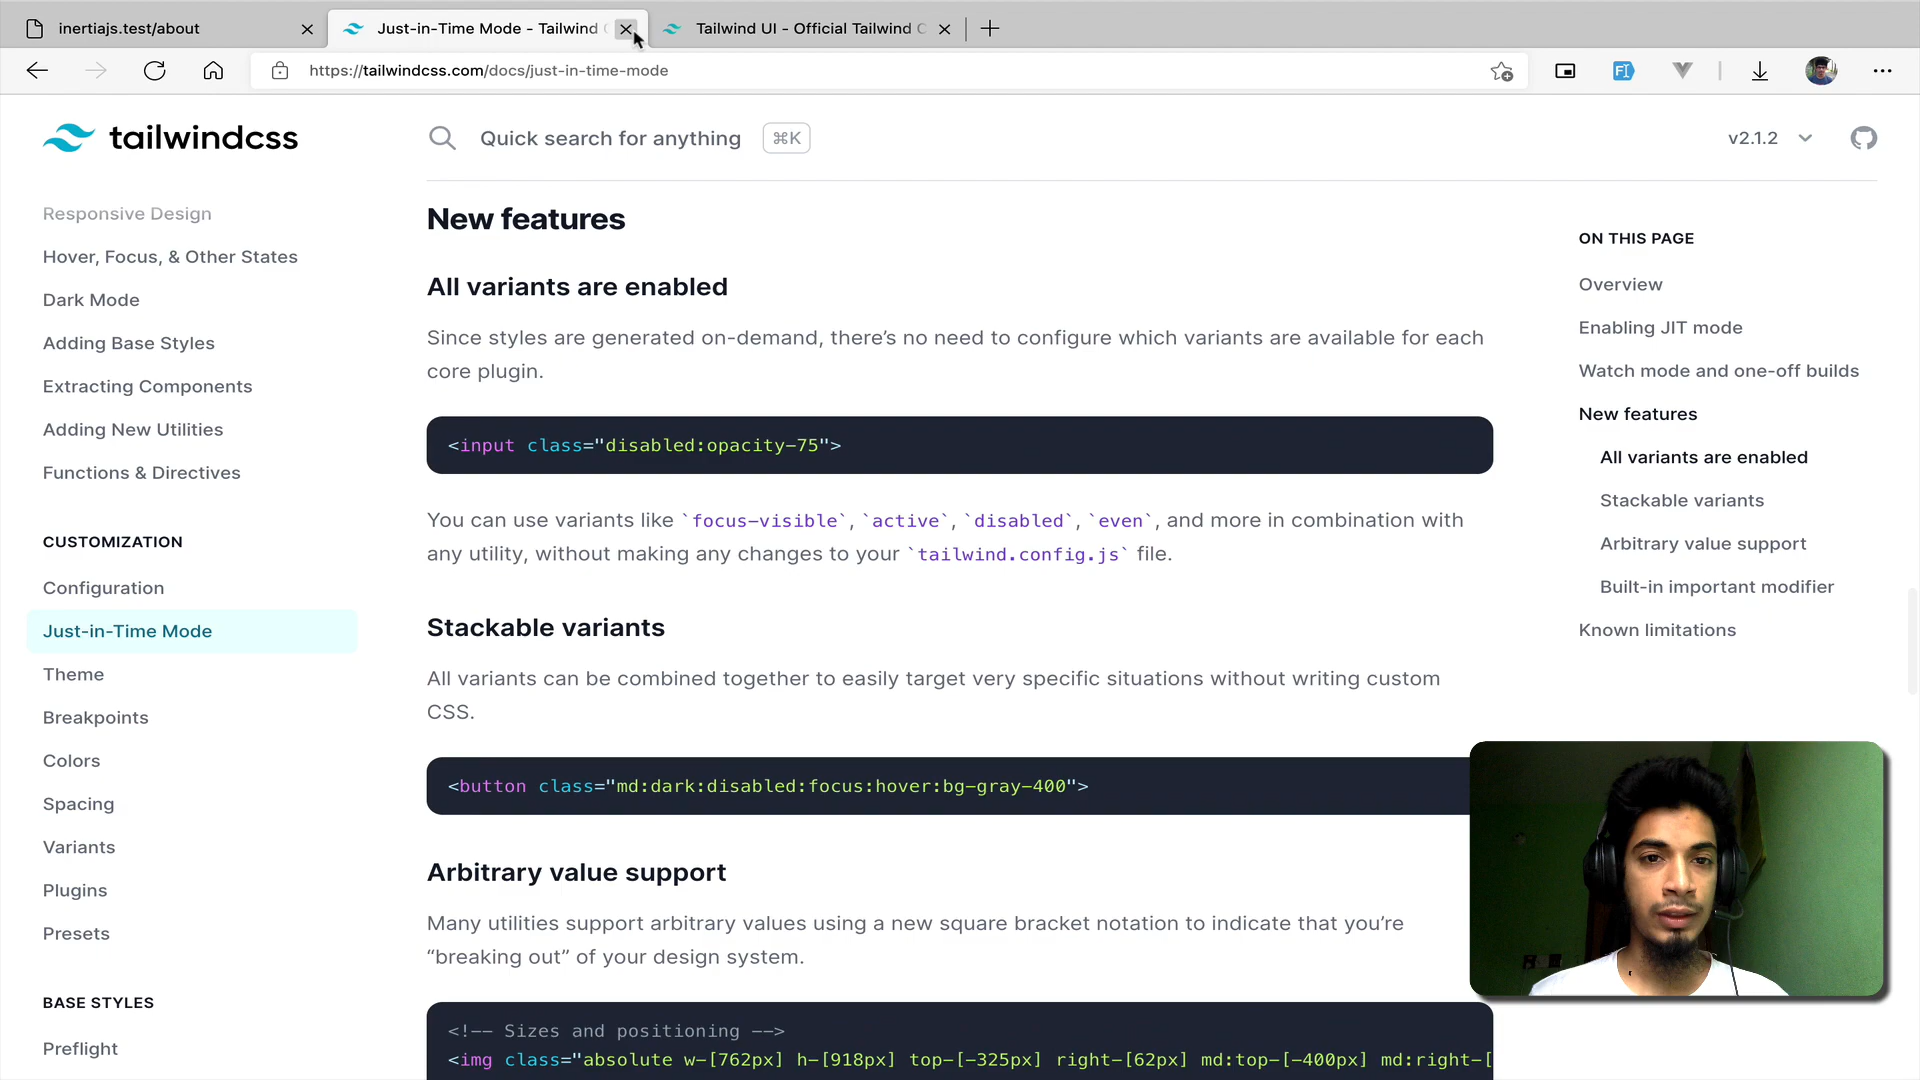 inertiajs.test/about
Just-in-Time Mode - Tailwind
Tailwind UI - Official Tailwind C
https://tailwindcss.com/docs/just-in-time-mode
tailwindcss
Quick search for anything
⌘K
v2.1.2
Responsive Design
Hover, Focus, & Other States
Dark Mode
Adding Base Styles
Extracting Components
Adding New Utilities
Functions & Directives
CUSTOMIZATION
Configuration
Just-in-Time Mode
Theme
Breakpoints
Colors
Spacing
Variants
Plugins
Presets
BASE STYLES
Preflight
New features
All variants are enabled
Since styles are generated on-demand, there’s no need to configure which variants are available for each
core plugin.
<input class="disabled:opacity-75">
You can use variants like `focus-visible`, `active`, `disabled`, `even`, and more in combination with
any utility, without making any changes to your `tailwind.config.js` file.
Stackable variants
All variants can be combined together to easily target very specific situations without writing custom
CSS.
<button class="md:dark:disabled:focus:hover:bg-gray-400">
Arbitrary value support
Many utilities support arbitrary values using a new square bracket notation to indicate that you’re
“breaking out” of your design system.
<!-- Sizes and positioning -->
<img class="absolute w-[762px] h-[918px] top-[-325px] right-[62px] md:top-[-400px] md:right-[
ON THIS PAGE
Overview
Enabling JIT mode
Watch mode and one-off builds
New features
All variants are enabled
Stackable variants
Arbitrary value support
Built-in important modifier
Known limitations